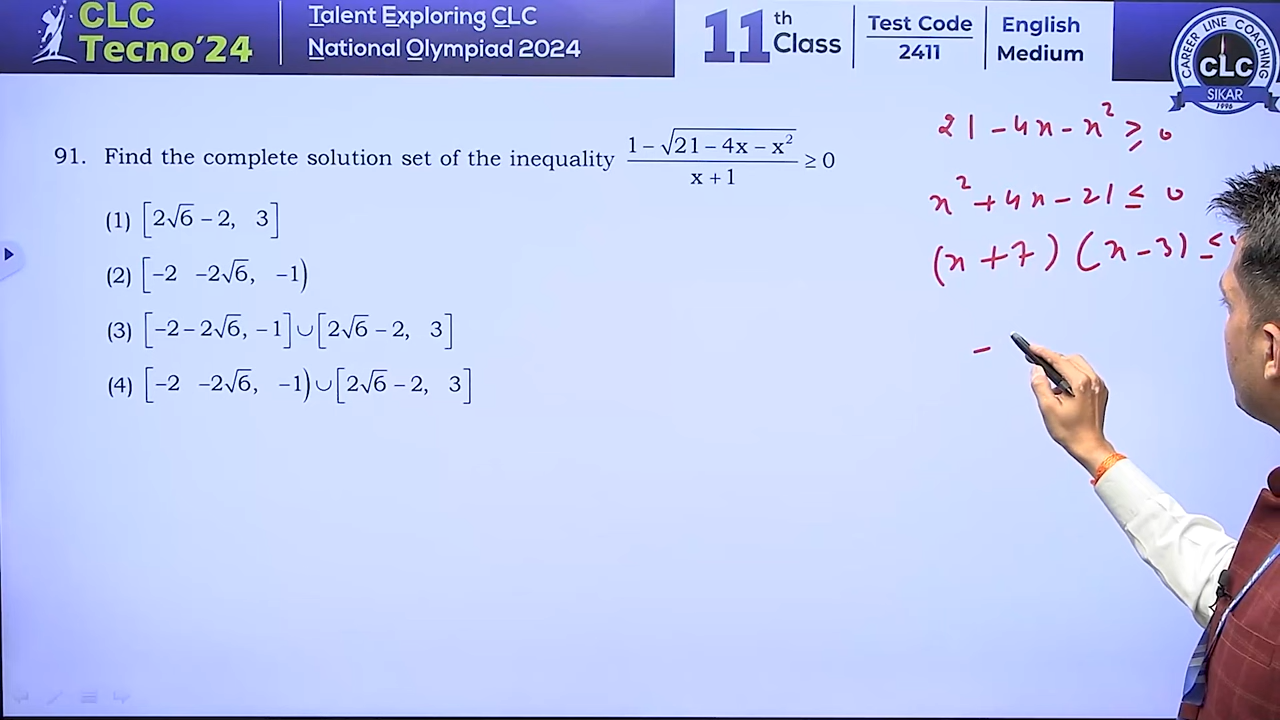 CLC
Tecno'24
Talent Exploring CLC
National Olympiad 2024
11th Class
Test Code
2411
English
Medium
CAREER LINE COACHING
CLC
SIKAR
1996
91. Find the complete solution set of the inequality (1 − √(21 − 4x − x²))/(x + 1) ≥ 0
(1) [2√6 − 2, 3]
(2) [−2 −2√6, −1)
(3) [−2 − 2√6, −1] ∪ [2√6 − 2, 3]
(4) [−2 −2√6, −1) ∪ [2√6 − 2, 3]
21 − 4x − x² ≥ 0
x² + 4x − 21 ≤ 0
(x + 7) (x − 3) ≤
−